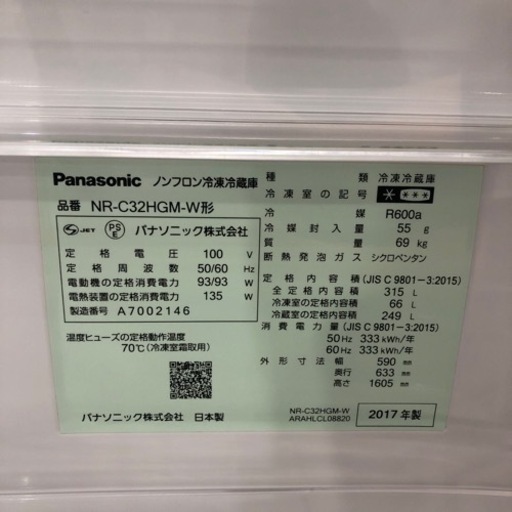 Panasonic ノンフロン冷凍冷蔵庫
品番 NR-C32HGM-W形
S JET PS E パナソニック株式会社
定格電圧 100 V
定格周波数 50/60 Hz
電動機の定格消費電力 93/93 W
電熱装置の定格消費電力 135 W
製造番号 A7002146
温度ヒューズの定格動作温度
70℃(冷凍室霜取用)
パナソニック株式会社 日本製
種類 冷凍冷蔵庫
冷凍室の記号
冷媒 R600a
冷媒封入量 55 g
質量 69 kg
断熱発泡ガス シクロペンタン
定格内容積 (JIS C 9801-3:2015)
全定格内容積 315 L
冷凍室の定格内容積 66 L
冷蔵室の定格内容積 249 L
消費電力量 (JIS C 9801-3:2015)
50Hz 333 kWh/年
60Hz 333 kWh/年
外形寸法 幅 590 mm
奥行 633 mm
高さ 1605 mm
NR-C32HGM-W
ARAHLCL08820
2017年製